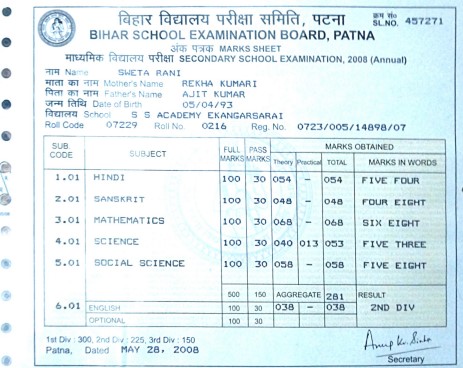 बिहार विद्यालय परीक्षा समिति, पटना
क्रम सं०
SL.NO. 457271
BIHAR SCHOOL EXAMINATION BOARD, PATNA
अंक पत्रक MARKS SHEET
माध्यमिक विद्यालय परीक्षा SECONDARY SCHOOL EXAMINATION, 2008 (Annual)
नाम Name SWETA RANI
माता का नाम Mother's Name REKHA KUMARI
पिता का नाम Father's Name AJIT KUMAR
जन्म तिथि Date of Birth 05/04/93
विद्यालय School S S ACADEMY EKANGARSARAI
Roll Code 07229 Roll No. 0216 Reg. No. 0723/005/14898/07
SUB. CODE SUBJECT FULL MARKS PASS MARKS MARKS OBTAINED
Theory Practical TOTAL MARKS IN WORDS
1.01 HINDI 100 30 054 - 054 FIVE FOUR
2.01 SANSKRIT 100 30 048 - 048 FOUR EIGHT
3.01 MATHEMATICS 100 30 068 - 068 SIX EIGHT
4.01 SCIENCE 100 30 040 013 053 FIVE THREE
5.01 SOCIAL SCIENCE 100 30 058 - 058 FIVE EIGHT
500 150 AGGREGATE 281 RESULT
6.01 ENGLISH 100 30 038 - 038 2ND DIV
OPTIONAL 100 30
1st Div : 300, 2nd Div : 225, 3rd Div : 150
Patna, Dated MAY 28, 2008
Secretary